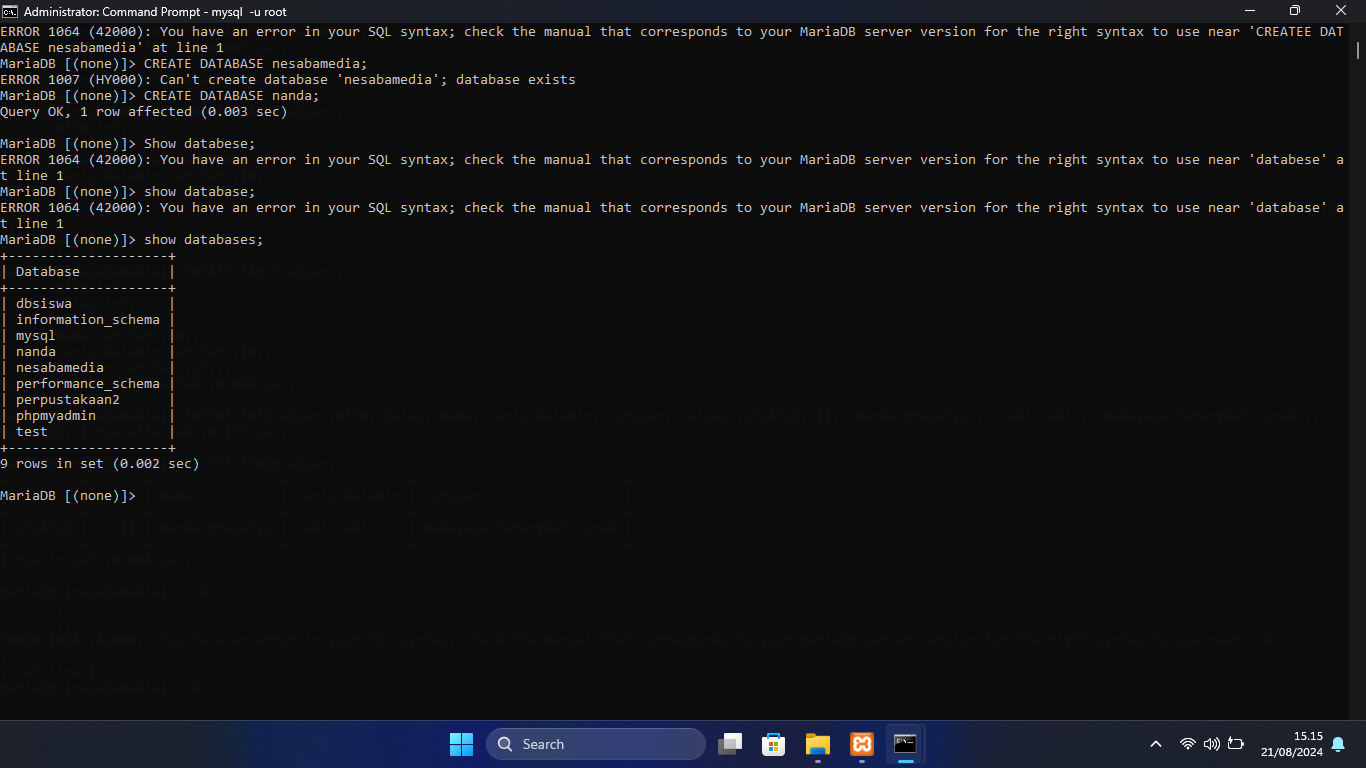 Administrator: Command Prompt - mysql  -u root
ERROR 1064 (42000): You have an error in your SQL syntax; check the manual that corresponds to your MariaDB server version for the right syntax to use near 'CREATEE DAT
ABASE nesabamedia' at line 1
MariaDB [(none)]> CREATE DATABASE nesabamedia;
ERROR 1007 (HY000): Can't create database 'nesabamedia'; database exists
MariaDB [(none)]> CREATE DATABASE nanda;
Query OK, 1 row affected (0.003 sec)
MariaDB [(none)]> Show databese;
ERROR 1064 (42000): You have an error in your SQL syntax; check the manual that corresponds to your MariaDB server version for the right syntax to use near 'databese' a
t line 1
MariaDB [(none)]> show database;
ERROR 1064 (42000): You have an error in your SQL syntax; check the manual that corresponds to your MariaDB server version for the right syntax to use near 'database' a
t line 1
MariaDB [(none)]> show databases;
+--------------------+
| Database           |
+--------------------+
| dbsiswa            |
| information_schema |
| mysql              |
| nanda              |
| nesabamedia        |
| performance_schema |
| perpustakaan2      |
| phpmyadmin         |
| test               |
+--------------------+
9 rows in set (0.002 sec)
MariaDB [(none)]>
Search
15.15
21/08/2024